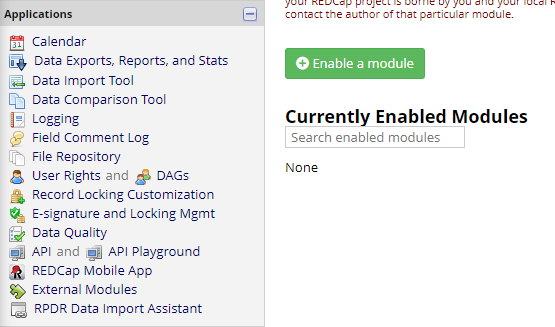 Applications
Calendar
Data Exports, Reports, and Stats
Data Import Tool
Data Comparison Tool
Logging
Field Comment Log
File Repository
User Rights and DAGs
Record Locking Customization
E-signature and Locking Mgmt
Data Quality
API and API Playground
REDCap Mobile App
External Modules
RPDR Data Import Assistant
your REDCap project is borne by you and your local
contact the author of that particular module.
Enable a module
Currently Enabled Modules
Search enabled modules
None